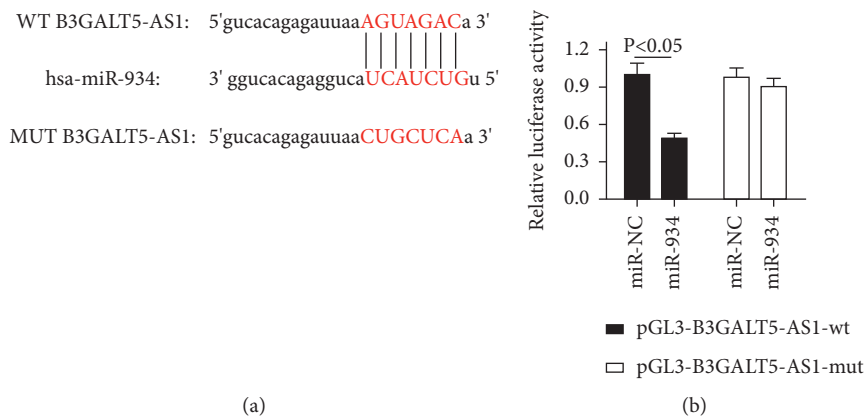 WT B3GALT5-AS1: 5'gucacagagauuaaAGUAGACa 3'
hsa-miR-934: 3' ggucacagaggucaUCAUCUGu 5'
MUT B3GALT5-AS1: 5'gucacagagauuaaCUGCUCAa 3'
(a)
Relative luciferase activity
1.2
0.9
0.6
0.3
0.0
P<0.05
miR-NC
miR-934
miR-NC
miR-934
pGL3-B3GALT5-AS1-wt
pGL3-B3GALT5-AS1-mut
(b)